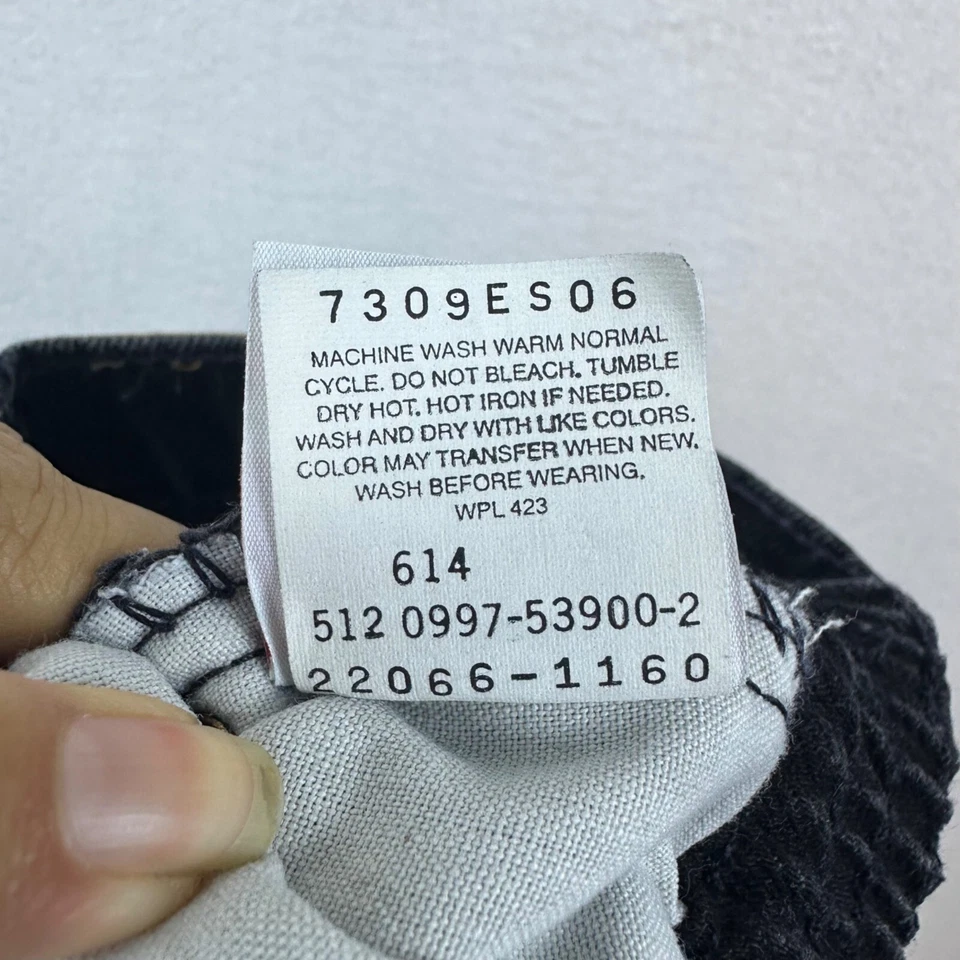 7309ES06
MACHINE WASH WARM NORMAL
CYCLE. DO NOT BLEACH. TUMBLE
DRY HOT. HOT IRON IF NEEDED.
WASH AND DRY WITH LIKE COLORS.
COLOR MAY TRANSFER WHEN NEW.
WASH BEFORE WEARING.
WPL 423
614
512 0997-53900-2
22066-1160